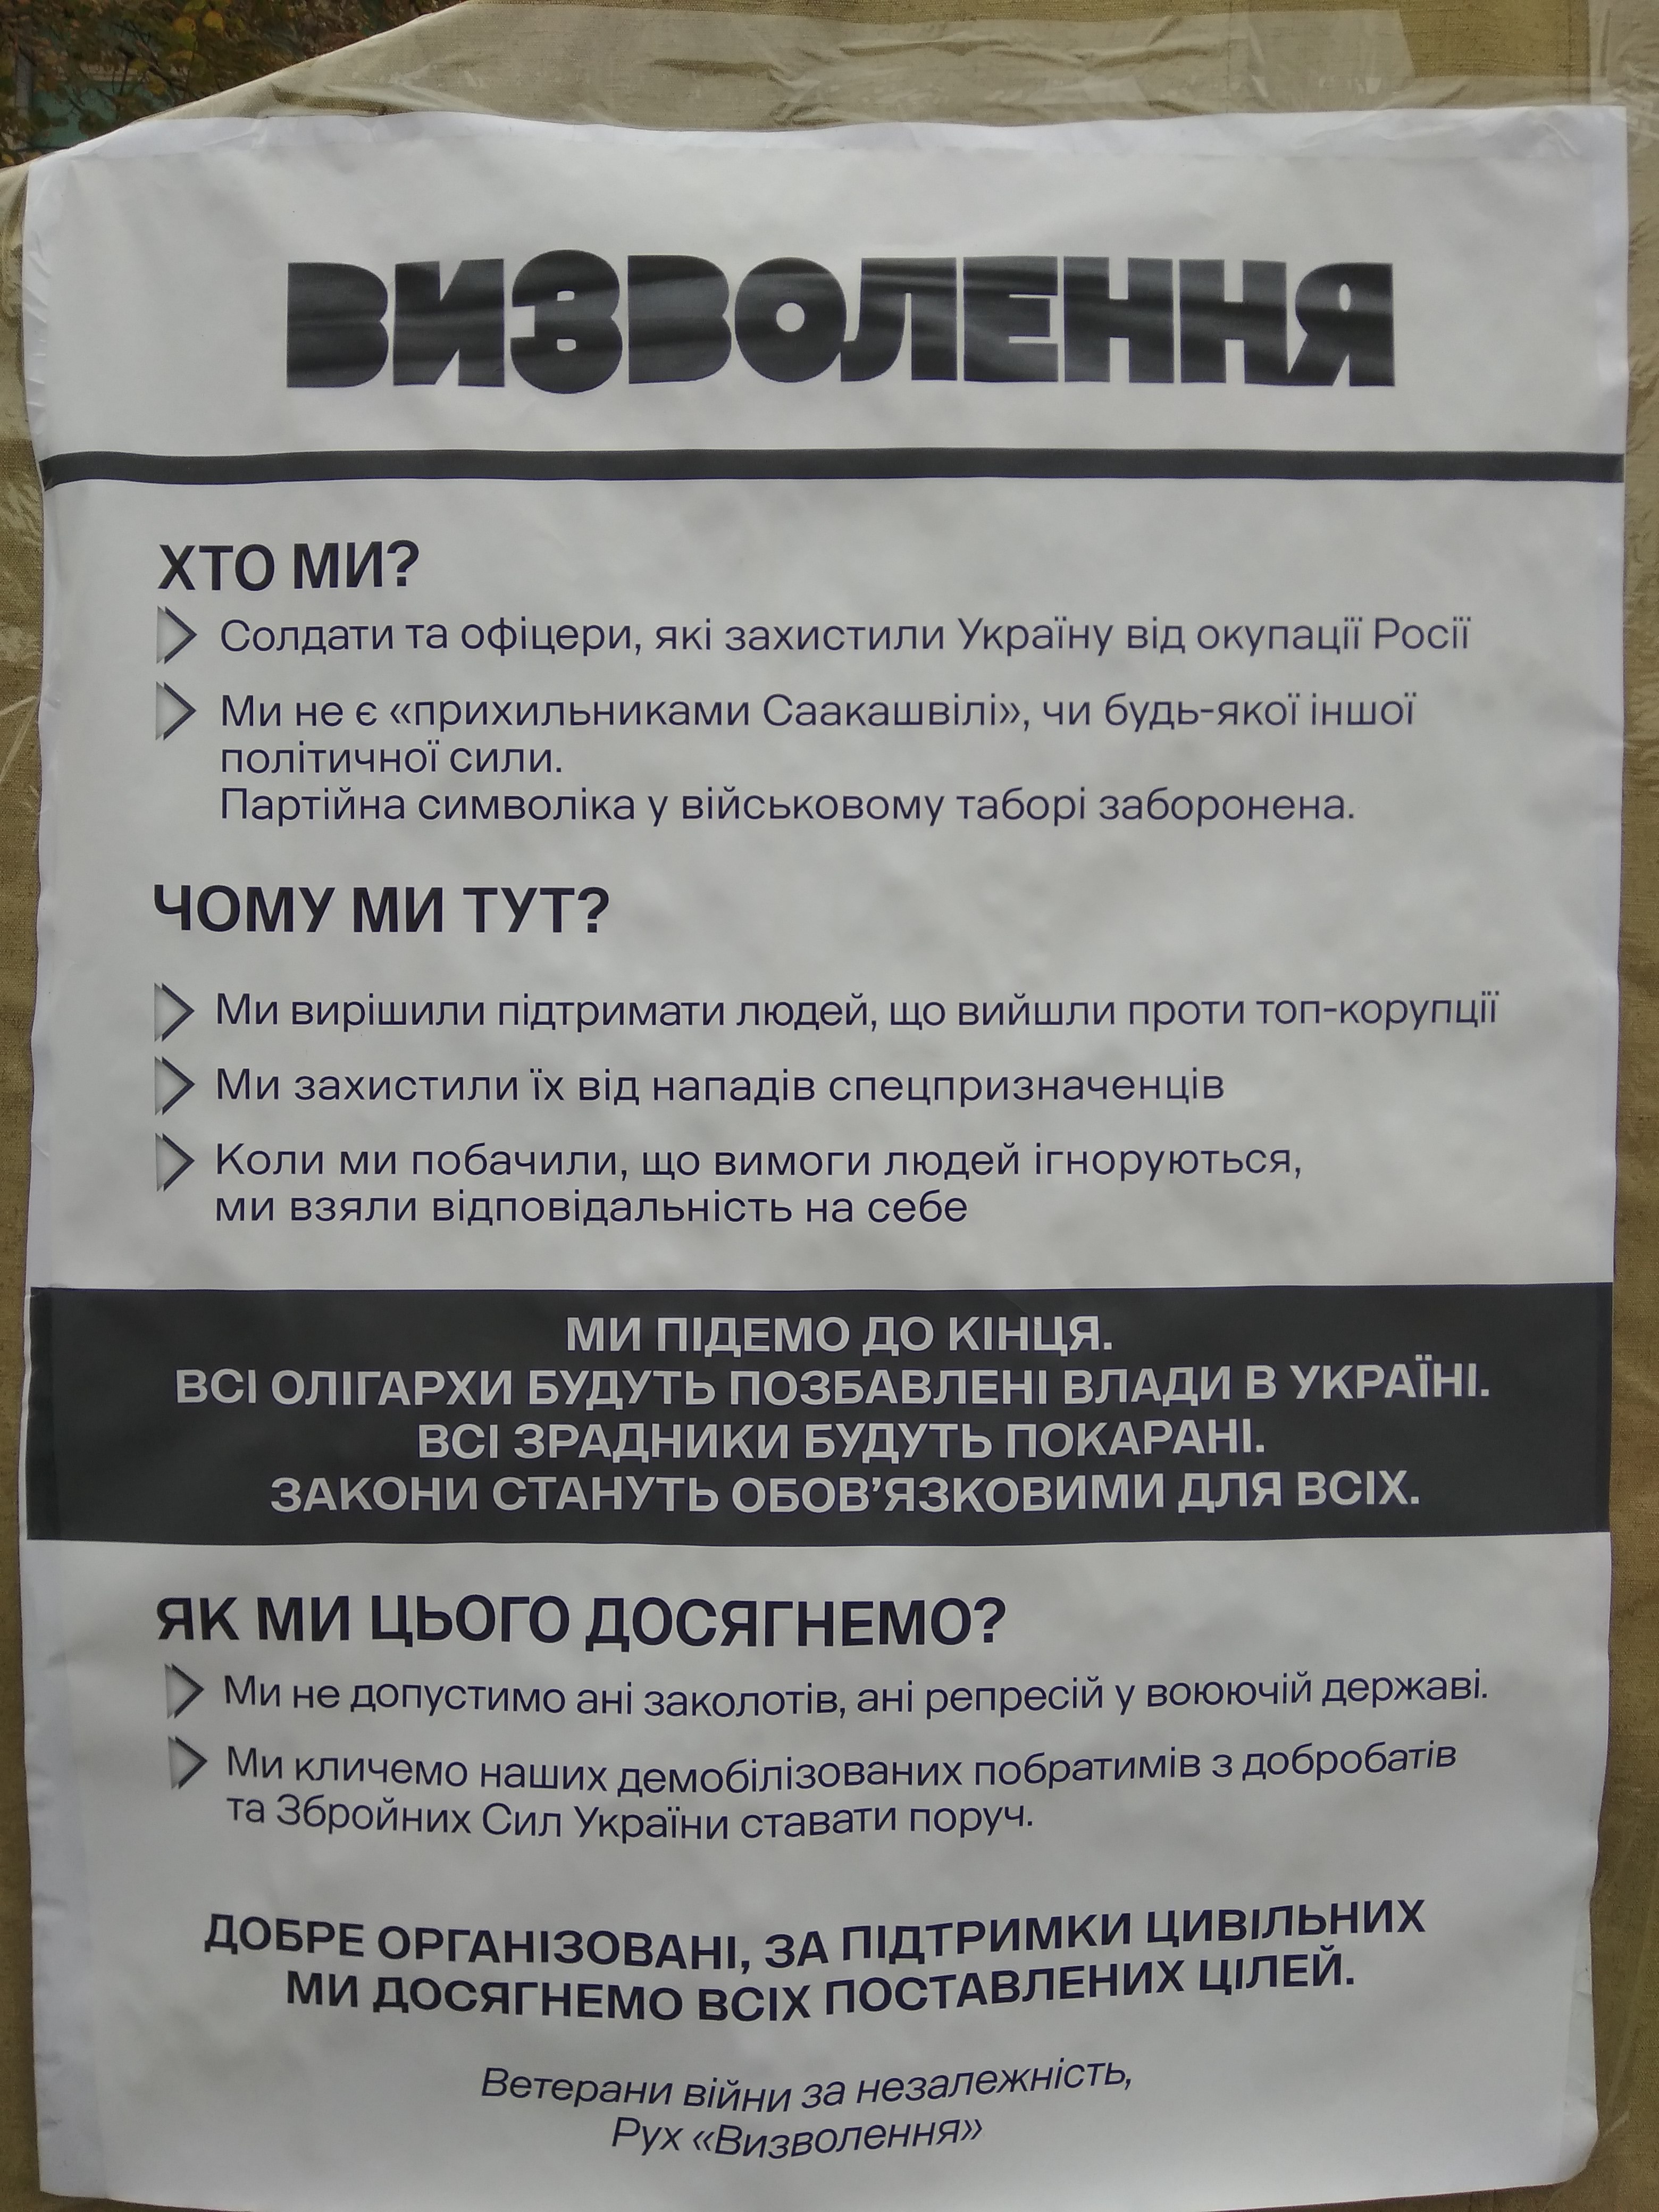 ВИЗВОЛЕННЯ
ХТО МИ?
Солдати та офіцери, які захистили Україну від окупації Росії
Ми не є «прихильниками Саакашвілі», чи будь-якої іншої
політичної сили.
Партійна символіка у військовому таборі заборонена.
ЧОМУ МИ ТУТ?
Ми вирішили підтримати людей, що вийшли проти топ-корупції
Ми захистили їх від нападів спецпризначенців
Коли ми побачили, що вимоги людей ігноруються,
ми взяли відповідальність на себе
МИ ПІДЕМО ДО КІНЦЯ.
ВСІ ОЛІГАРХИ БУДУТЬ ПОЗБАВЛЕНІ ВЛАДИ В УКРАЇНІ.
ВСІ ЗРАДНИКИ БУДУТЬ ПОКАРАНІ.
ЗАКОНИ СТАНУТЬ ОБОВ’ЯЗКОВИМИ ДЛЯ ВСІХ.
ЯК МИ ЦЬОГО ДОСЯГНЕМО?
Ми не допустимо ані заколотів, ані репресій у воюючій державі.
Ми кличемо наших демобілізованих побратимів з добробатів
та Збройних Сил України ставати поруч.
ДОБРЕ ОРГАНІЗОВАНІ, ЗА ПІДТРИМКИ ЦИВІЛЬНИХ
МИ ДОСЯГНЕМО ВСІХ ПОСТАВЛЕНИХ ЦІЛЕЙ.
Ветерани війни за незалежність,
Рух «Визволення»